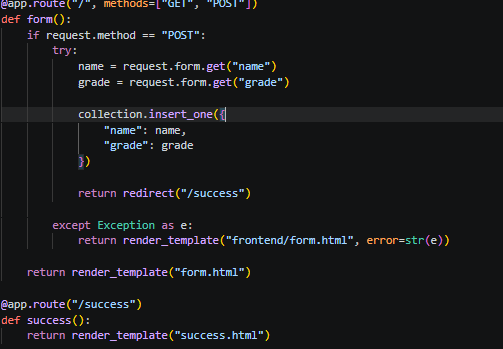 @app.route("/", methods=["GET", "POST"])
def form():
    if request.method == "POST":
        try:
            name = request.form.get("name")
            grade = request.form.get("grade")

            collection.insert_one({
                "name": name,
                "grade": grade
            })

            return redirect("/success")

        except Exception as e:
            return render_template("frontend/form.html", error=str(e))

    return render_template("form.html")

@app.route("/success")
def success():
    return render_template("success.html")